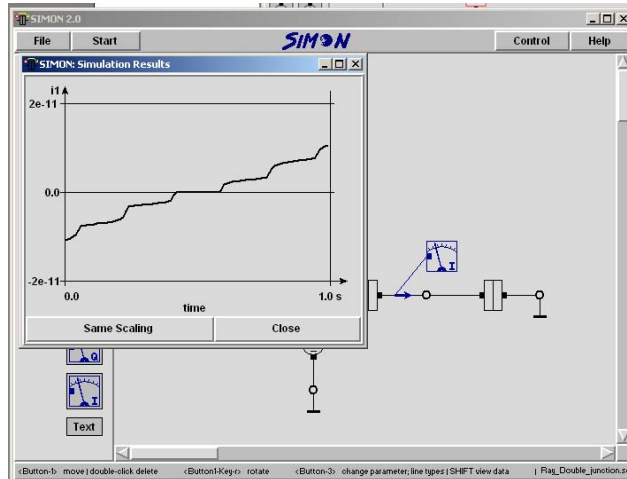 SIMON 2.0
File Start SIMON Control Help
SIMON: Simulation Results
i1
2e-11
0.0
-2e-11
0.0 1.0 s
time
Same Scaling Close
I
Q
I
Text
<Button-1> move | double-click delete <Button1-Key-r> rotate <Button-3> change parameter; line types | SHIFT view data | Ray_Double_junction.s